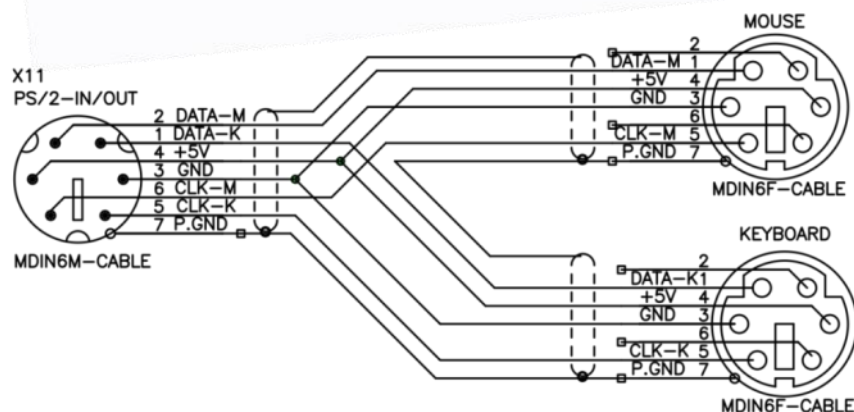 X11
PS/2-IN/OUT
2 DATA-M
1 DATA-K
4 +5V
3 GND
6 CLK-M
5 CLK-K
7 P.GND
MDIN6M-CABLE
MOUSE
2
DATA-M 1
+5V 4
GND 3
6
CLK-M 5
P.GND 7
MDIN6F-CABLE
KEYBOARD
2
DATA-K1
+5V 4
GND 3
6
CLK-K 5
P.GND 7
MDIN6F-CABLE